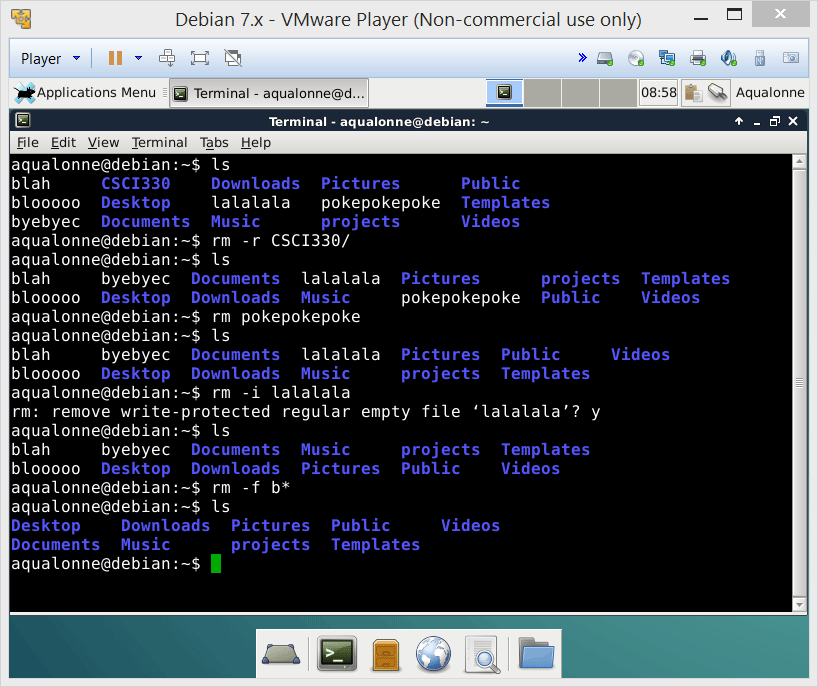 Debian 7.x - VMware Player (Non-commercial use only)
Player
Applications Menu Terminal - aqualonne@d... 08:58 Aqualonne
Terminal - aqualonne@debian: ~
File Edit View Terminal Tabs Help
aqualonne@debian:~$ ls
blah CSCI330 Downloads Pictures Public
blooooo Desktop lalalala pokepokepoke Templates
byebyec Documents Music projects Videos
aqualonne@debian:~$ rm -r CSCI330/
aqualonne@debian:~$ ls
blah byebyec Documents lalalala Pictures projects Templates
blooooo Desktop Downloads Music pokepokepoke Public Videos
aqualonne@debian:~$ rm pokepokepoke
aqualonne@debian:~$ ls
blah byebyec Documents lalalala Pictures Public Videos
blooooo Desktop Downloads Music projects Templates
aqualonne@debian:~$ rm -i lalalala
rm: remove write-protected regular empty file ‘lalalala’? y
aqualonne@debian:~$ ls
blah byebyec Documents Music projects Templates
blooooo Desktop Downloads Pictures Public Videos
aqualonne@debian:~$ rm -f b*
aqualonne@debian:~$ ls
Desktop Downloads Pictures Public Videos
Documents Music projects Templates
aqualonne@debian:~$